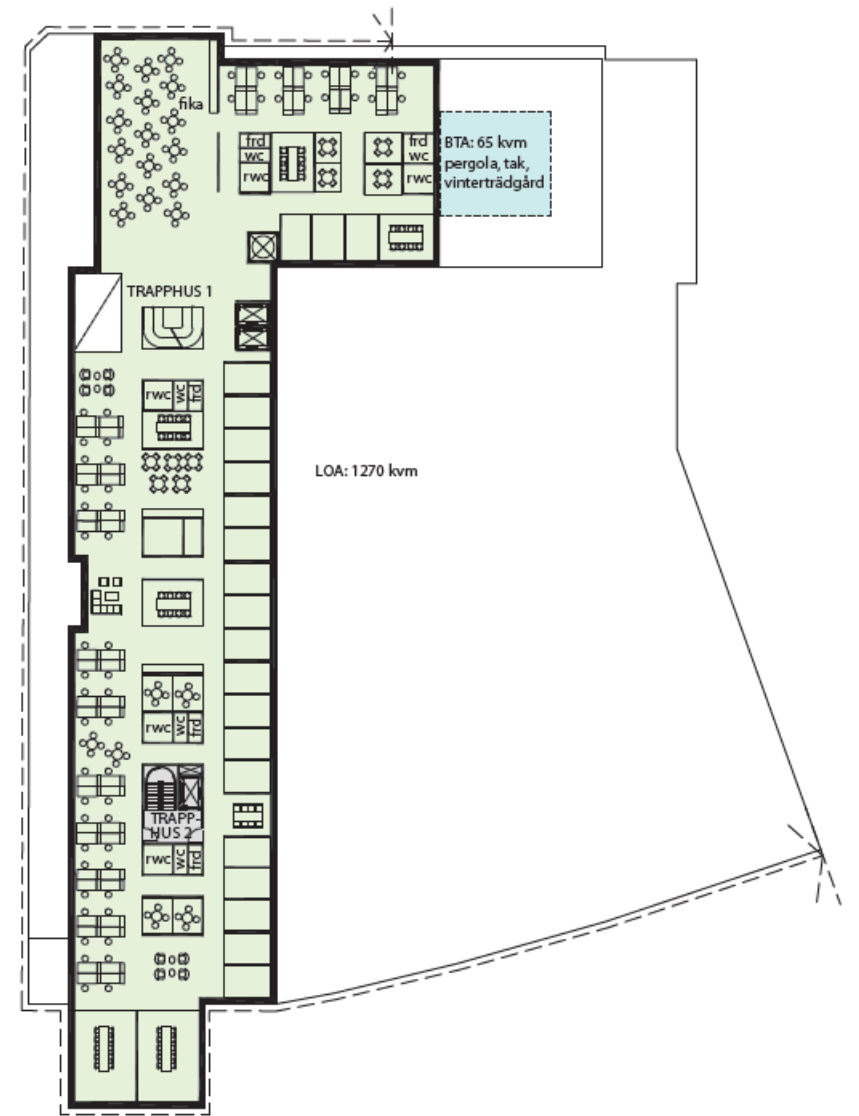 fika
frd
wc
rwc
frd
wc
rwc
BTA: 65 kvm
pergola, tak,
vinterträdgård
TRAPPHUS 1
rwc
wc
frd
LOA: 1270 kvm
rwc
wc
frd
TRAPP-
HUS 2
rwc
wc
frd